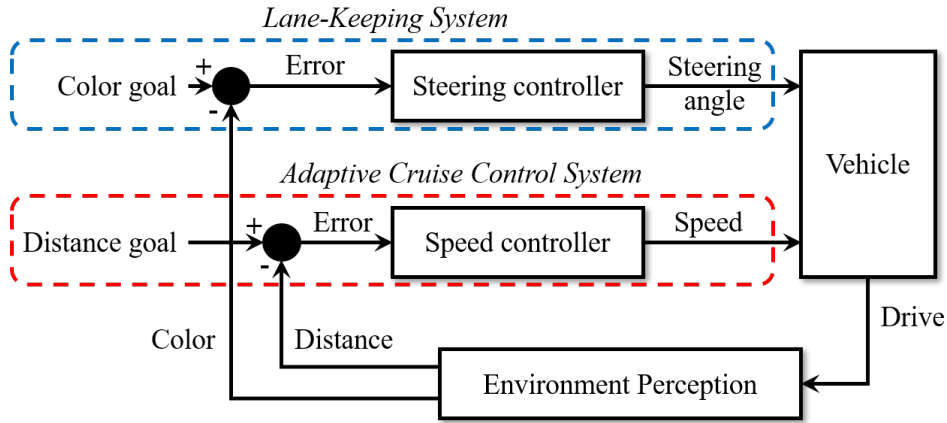 Lane-Keeping System
Color goal
+
-
Error
Steering controller
Steering
angle
Vehicle
Adaptive Cruise Control System
Distance goal
+
-
Error
Speed controller
Speed
Drive
Color
Distance
Environment Perception